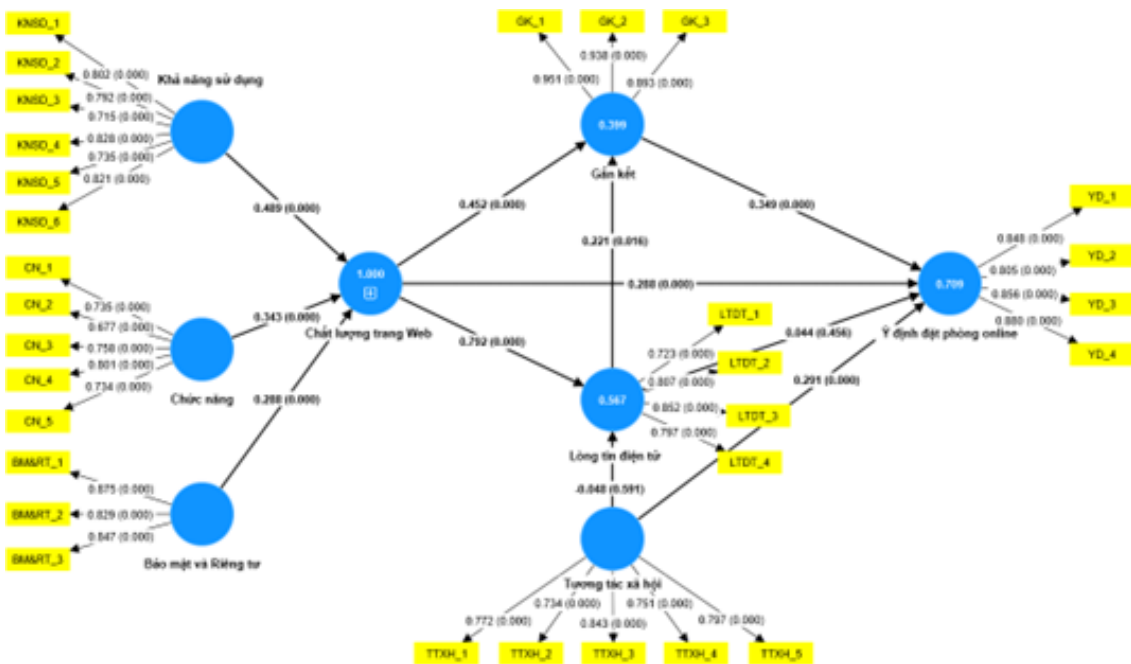 KNSD_1
KNSD_2
KNSD_3
KNSD_4
KNSD_5
KNSD_6
0.802 (0.000)
0.792 (0.000)
0.715 (0.000)
0.828 (0.000)
0.735 (0.000)
0.821 (0.000)
Khả năng sử dụng
0.489 (0.000)
CN_1
CN_2
CN_3
CN_4
CN_5
0.735 (0.000)
0.677 (0.000)
0.758 (0.000)
0.801 (0.000)
0.734 (0.000)
Chức năng
0.343 (0.000)
BM&RT_1
BM&RT_2
BM&RT_3
0.875 (0.000)
0.829 (0.000)
0.847 (0.000)
Bảo mật và Riêng tư
0.288 (0.000)
1.000
Chất lượng trang Web
0.452 (0.000)
0.288 (0.000)
0.792 (0.000)
GK_1
GK_2
GK_3
0.951 (0.000)
0.938 (0.000)
0.893 (0.000)
0.399
Gắn kết
0.349 (0.000)
0.221 (0.016)
LTDT_1
LTDT_2
LTDT_3
LTDT_4
0.723 (0.000)
0.807 (0.000)
0.852 (0.000)
0.797 (0.000)
0.567
Lòng tin điện tử
0.044 (0.456)
0.291 (0.000)
-0.048 (0.591)
Tương tác xã hội
0.772 (0.000)
0.734 (0.000)
0.843 (0.000)
0.751 (0.000)
0.797 (0.000)
TTXH_1
TTXH_2
TTXH_3
TTXH_4
TTXH_5
0.709
Ý định đặt phòng online
0.848 (0.000)
0.805 (0.000)
0.856 (0.000)
0.880 (0.000)
YD_1
YD_2
YD_3
YD_4